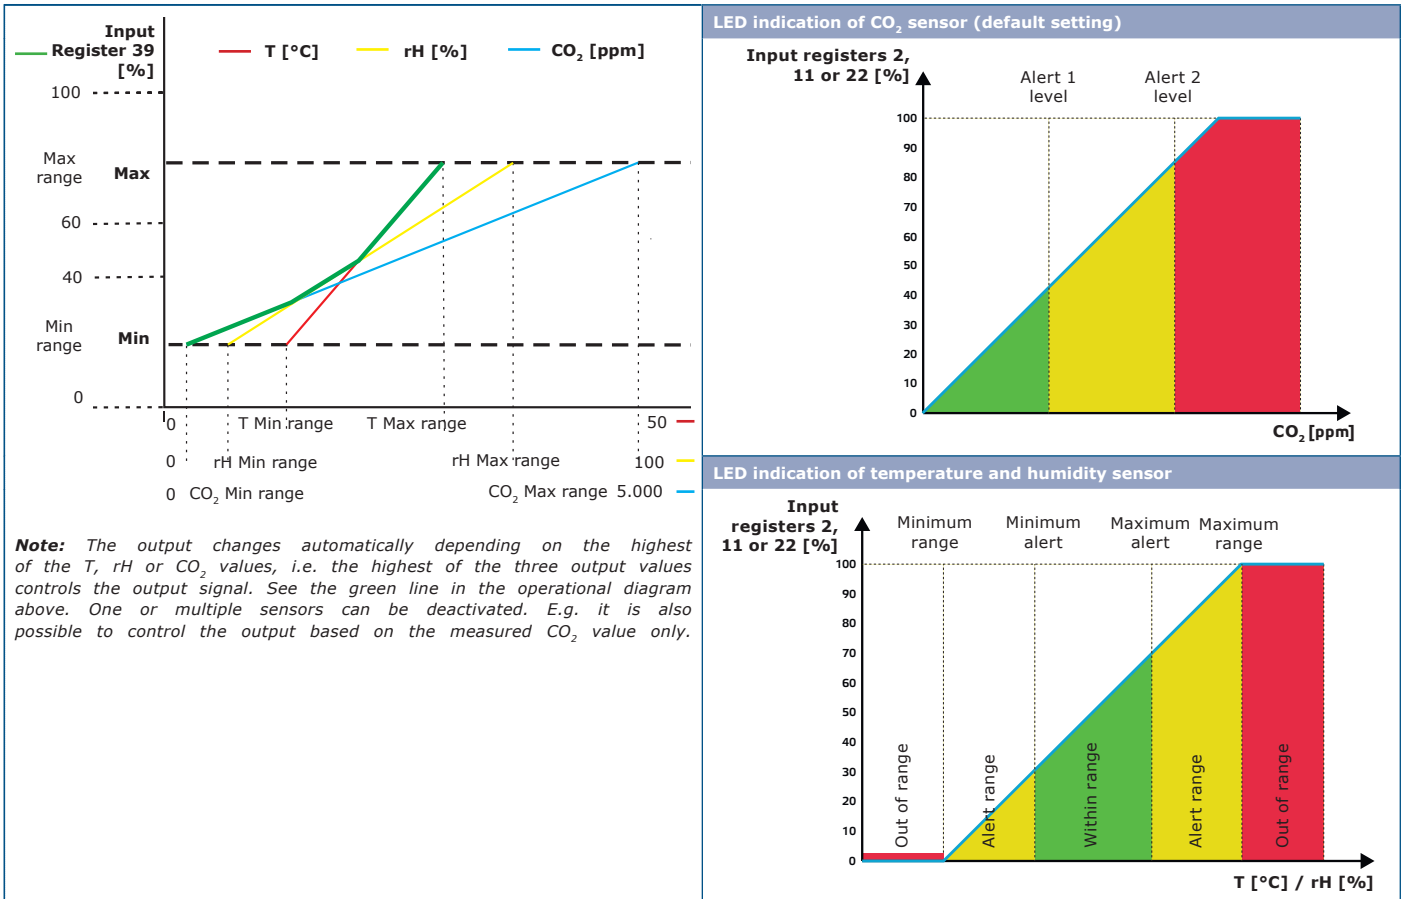 Input
Register 39
[%]
T [°C]
rH [%]
CO2 [ppm]
100
Max
range
Max
60
40
Min
range
Min
0
0 T Min range T Max range 50
0 rH Min range rH Max range 100
0 CO2 Min range CO2 Max range 5.000
Note: The output changes automatically depending on the highest
of the T, rH or CO2 values, i.e. the highest of the three output values
controls the output signal. See the green line in the operational diagram
above. One or multiple sensors can be deactivated. E.g. it is also
possible to control the output based on the measured CO2 value only.
LED indication of CO2 sensor (default setting)
Input registers 2,
11 or 22 [%]
Alert 1
level
Alert 2
level
100
90
80
70
60
50
40
30
20
10
0
CO2 [ppm]
LED indication of temperature and humidity sensor
Input
registers 2,
11 or 22 [%]
Minimum
range
Minimum
alert
Maximum
alert
Maximum
range
100
90
80
70
60
50
40
30
20
10
0
Out of range
Alert range
Within range
Alert range
Out of range
T [°C] / rH [%]